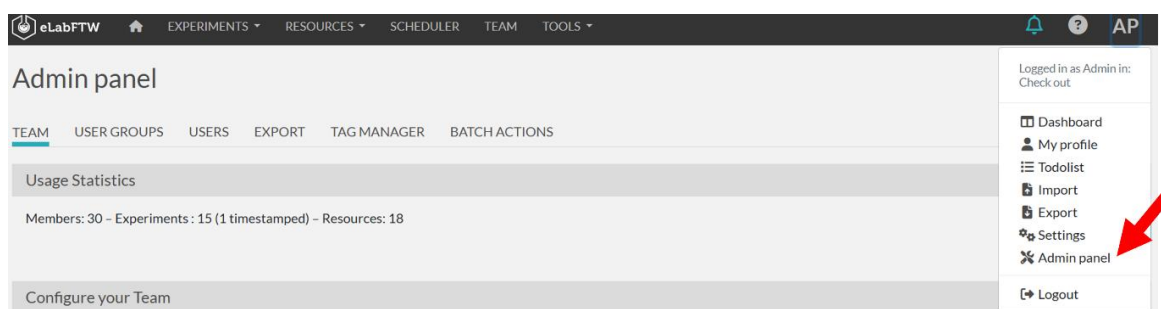 eLabFTW EXPERIMENTS RESOURCES SCHEDULER TEAM TOOLS ? AP
Admin panel
TEAM USER GROUPS USERS EXPORT TAG MANAGER BATCH ACTIONS
Usage Statistics
Members: 30 – Experiments : 15 (1 timestamped) – Resources: 18
Configure your Team
Logged in as Admin in:
Check out
Dashboard
My profile
Todolist
Import
Export
Settings
Admin panel
Logout